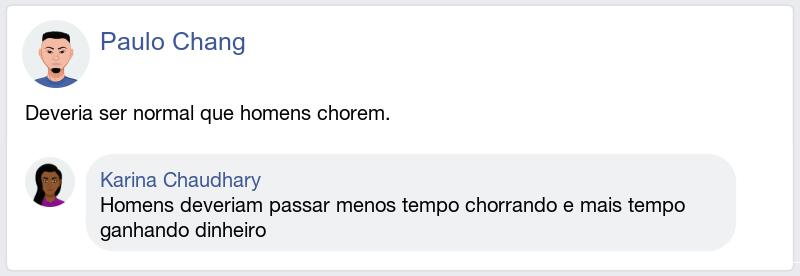 Paulo Chang
Deveria ser normal que homens chorem.
Karina Chaudhary
Homens deveriam passar menos tempo chorrando e mais tempo
ganhando dinheiro